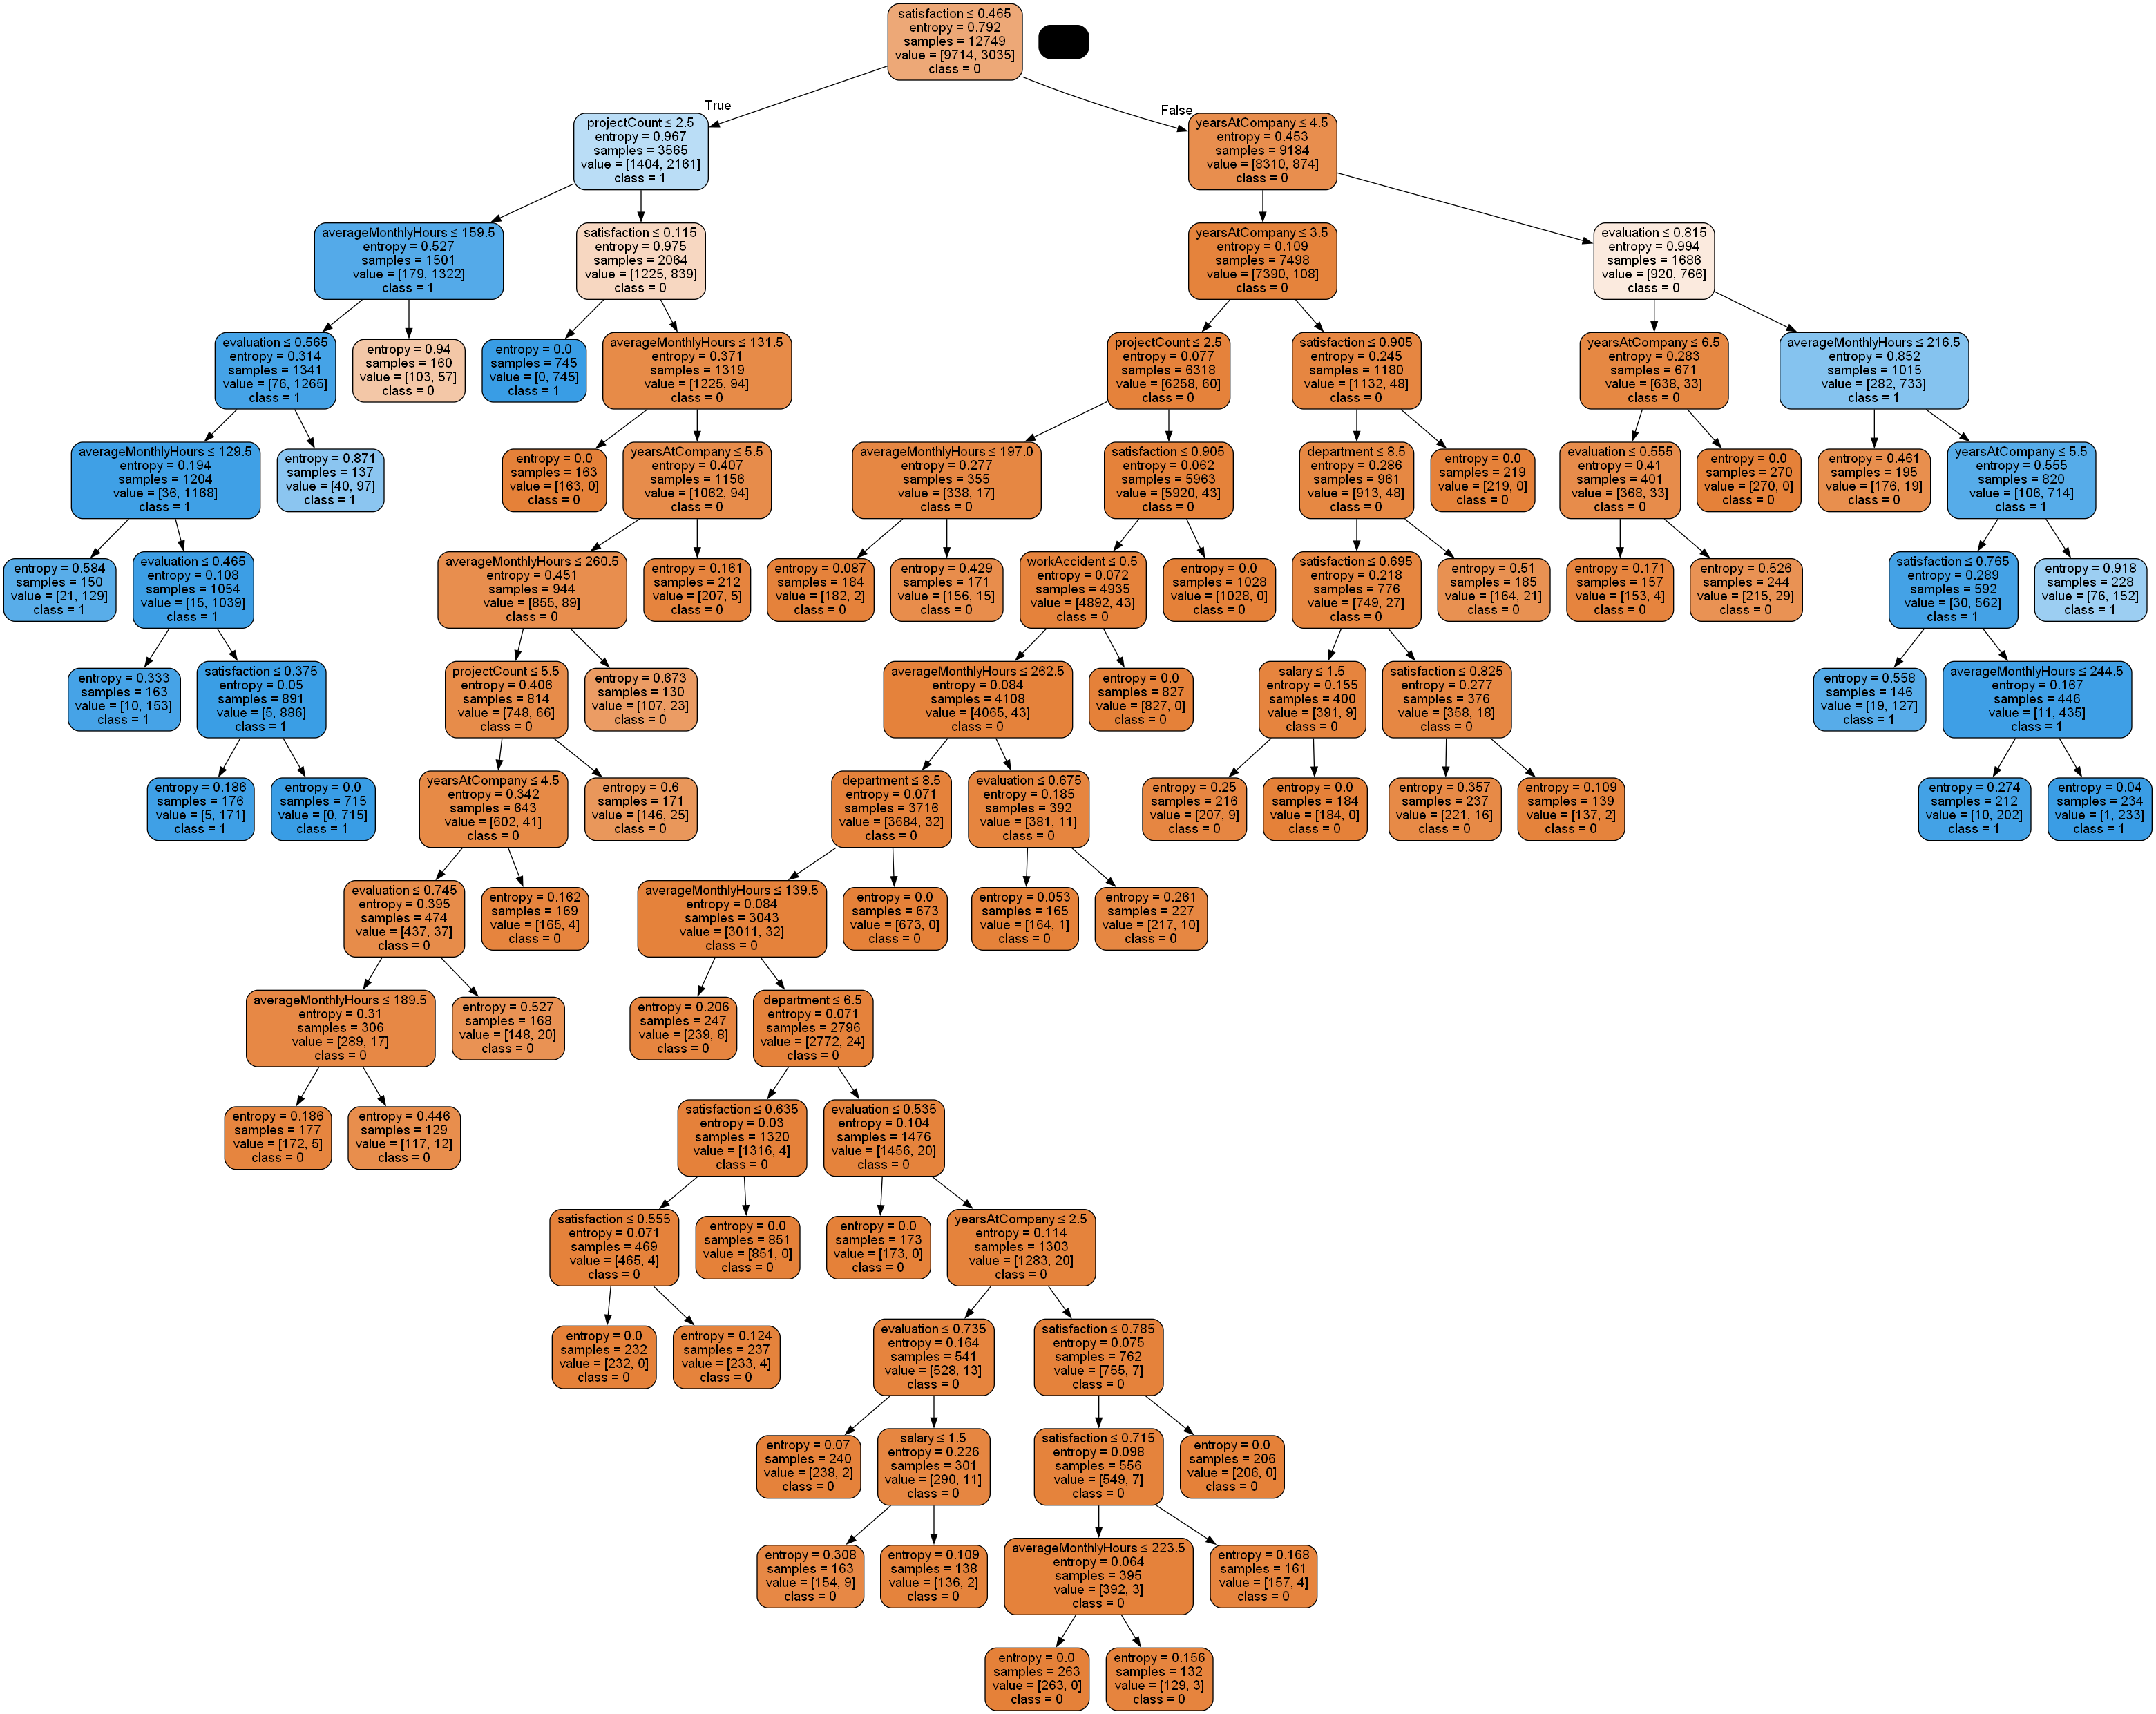 satisfaction ≤ 0.465
entropy = 0.792
samples = 12749
value = [9714, 3035]
class = 0
True
False
projectCount ≤ 2.5
entropy = 0.967
samples = 3565
value = [1404, 2161]
class = 1
yearsAtCompany ≤ 4.5
entropy = 0.453
samples = 9184
value = [8310, 874]
class = 0
averageMonthlyHours ≤ 159.5
entropy = 0.527
samples = 1501
value = [179, 1322]
class = 1
satisfaction ≤ 0.115
entropy = 0.975
samples = 2064
value = [1225, 839]
class = 0
yearsAtCompany ≤ 3.5
entropy = 0.109
samples = 7498
value = [7390, 108]
class = 0
evaluation ≤ 0.815
entropy = 0.994
samples = 1686
value = [920, 766]
class = 0
evaluation ≤ 0.565
entropy = 0.314
samples = 1341
value = [76, 1265]
class = 1
entropy = 0.94
samples = 160
value = [103, 57]
class = 0
entropy = 0.0
samples = 745
value = [0, 745]
class = 1
averageMonthlyHours ≤ 131.5
entropy = 0.371
samples = 1319
value = [1225, 94]
class = 0
projectCount ≤ 2.5
entropy = 0.077
samples = 6318
value = [6258, 60]
class = 0
satisfaction ≤ 0.905
entropy = 0.245
samples = 1180
value = [1132, 48]
class = 0
yearsAtCompany ≤ 6.5
entropy = 0.283
samples = 671
value = [638, 33]
class = 0
averageMonthlyHours ≤ 216.5
entropy = 0.852
samples = 1015
value = [282, 733]
class = 1
averageMonthlyHours ≤ 129.5
entropy = 0.194
samples = 1204
value = [36, 1168]
class = 1
entropy = 0.871
samples = 137
value = [40, 97]
class = 1
entropy = 0.0
samples = 163
value = [163, 0]
class = 0
yearsAtCompany ≤ 5.5
entropy = 0.407
samples = 1156
value = [1062, 94]
class = 0
averageMonthlyHours ≤ 197.0
entropy = 0.277
samples = 355
value = [338, 17]
class = 0
satisfaction ≤ 0.905
entropy = 0.062
samples = 5963
value = [5920, 43]
class = 0
department ≤ 8.5
entropy = 0.286
samples = 961
value = [913, 48]
class = 0
entropy = 0.0
samples = 219
value = [219, 0]
class = 0
evaluation ≤ 0.555
entropy = 0.41
samples = 401
value = [368, 33]
class = 0
entropy = 0.0
samples = 270
value = [270, 0]
class = 0
entropy = 0.461
samples = 195
value = [176, 19]
class = 0
yearsAtCompany ≤ 5.5
entropy = 0.555
samples = 820
value = [106, 714]
class = 1
entropy = 0.584
samples = 150
value = [21, 129]
class = 1
evaluation ≤ 0.465
entropy = 0.108
samples = 1054
value = [15, 1039]
class = 1
averageMonthlyHours ≤ 260.5
entropy = 0.451
samples = 944
value = [855, 89]
class = 0
entropy = 0.161
samples = 212
value = [207, 5]
class = 0
entropy = 0.087
samples = 184
value = [182, 2]
class = 0
entropy = 0.429
samples = 171
value = [156, 15]
class = 0
workAccident ≤ 0.5
entropy = 0.072
samples = 4935
value = [4892, 43]
class = 0
entropy = 0.0
samples = 1028
value = [1028, 0]
class = 0
satisfaction ≤ 0.695
entropy = 0.218
samples = 776
value = [749, 27]
class = 0
entropy = 0.51
samples = 185
value = [164, 21]
class = 0
entropy = 0.171
samples = 157
value = [153, 4]
class = 0
entropy = 0.526
samples = 244
value = [215, 29]
class = 0
satisfaction ≤ 0.765
entropy = 0.289
samples = 592
value = [30, 562]
class = 1
entropy = 0.918
samples = 228
value = [76, 152]
class = 1
entropy = 0.333
samples = 163
value = [10, 153]
class = 1
satisfaction ≤ 0.375
entropy = 0.05
samples = 891
value = [5, 886]
class = 1
projectCount ≤ 5.5
entropy = 0.406
samples = 814
value = [748, 66]
class = 0
entropy = 0.673
samples = 130
value = [107, 23]
class = 0
averageMonthlyHours ≤ 262.5
entropy = 0.084
samples = 4108
value = [4065, 43]
class = 0
entropy = 0.0
samples = 827
value = [827, 0]
class = 0
salary ≤ 1.5
entropy = 0.155
samples = 400
value = [391, 9]
class = 0
satisfaction ≤ 0.825
entropy = 0.277
samples = 376
value = [358, 18]
class = 0
entropy = 0.558
samples = 146
value = [19, 127]
class = 1
averageMonthlyHours ≤ 244.5
entropy = 0.167
samples = 446
value = [11, 435]
class = 1
entropy = 0.186
samples = 176
value = [5, 171]
class = 1
entropy = 0.0
samples = 715
value = [0, 715]
class = 1
yearsAtCompany ≤ 4.5
entropy = 0.342
samples = 643
value = [602, 41]
class = 0
entropy = 0.6
samples = 171
value = [146, 25]
class = 0
department ≤ 8.5
entropy = 0.071
samples = 3716
value = [3684, 32]
class = 0
evaluation ≤ 0.675
entropy = 0.185
samples = 392
value = [381, 11]
class = 0
entropy = 0.25
samples = 216
value = [207, 9]
class = 0
entropy = 0.0
samples = 184
value = [184, 0]
class = 0
entropy = 0.357
samples = 237
value = [221, 16]
class = 0
entropy = 0.109
samples = 139
value = [137, 2]
class = 0
entropy = 0.274
samples = 212
value = [10, 202]
class = 1
entropy = 0.04
samples = 234
value = [1, 233]
class = 1
evaluation ≤ 0.745
entropy = 0.395
samples = 474
value = [437, 37]
class = 0
entropy = 0.162
samples = 169
value = [165, 4]
class = 0
averageMonthlyHours ≤ 139.5
entropy = 0.084
samples = 3043
value = [3011, 32]
class = 0
entropy = 0.0
samples = 673
value = [673, 0]
class = 0
entropy = 0.053
samples = 165
value = [164, 1]
class = 0
entropy = 0.261
samples = 227
value = [217, 10]
class = 0
averageMonthlyHours ≤ 189.5
entropy = 0.31
samples = 306
value = [289, 17]
class = 0
entropy = 0.527
samples = 168
value = [148, 20]
class = 0
entropy = 0.206
samples = 247
value = [239, 8]
class = 0
department ≤ 6.5
entropy = 0.071
samples = 2796
value = [2772, 24]
class = 0
entropy = 0.186
samples = 177
value = [172, 5]
class = 0
entropy = 0.446
samples = 129
value = [117, 12]
class = 0
satisfaction ≤ 0.635
entropy = 0.03
samples = 1320
value = [1316, 4]
class = 0
evaluation ≤ 0.535
entropy = 0.104
samples = 1476
value = [1456, 20]
class = 0
satisfaction ≤ 0.555
entropy = 0.071
samples = 469
value = [465, 4]
class = 0
entropy = 0.0
samples = 851
value = [851, 0]
class = 0
entropy = 0.0
samples = 173
value = [173, 0]
class = 0
yearsAtCompany ≤ 2.5
entropy = 0.114
samples = 1303
value = [1283, 20]
class = 0
entropy = 0.0
samples = 232
value = [232, 0]
class = 0
entropy = 0.124
samples = 237
value = [233, 4]
class = 0
evaluation ≤ 0.735
entropy = 0.164
samples = 541
value = [528, 13]
class = 0
satisfaction ≤ 0.785
entropy = 0.075
samples = 762
value = [755, 7]
class = 0
entropy = 0.07
samples = 240
value = [238, 2]
class = 0
salary ≤ 1.5
entropy = 0.226
samples = 301
value = [290, 11]
class = 0
satisfaction ≤ 0.715
entropy = 0.098
samples = 556
value = [549, 7]
class = 0
entropy = 0.0
samples = 206
value = [206, 0]
class = 0
entropy = 0.308
samples = 163
value = [154, 9]
class = 0
entropy = 0.109
samples = 138
value = [136, 2]
class = 0
averageMonthlyHours ≤ 223.5
entropy = 0.064
samples = 395
value = [392, 3]
class = 0
entropy = 0.168
samples = 161
value = [157, 4]
class = 0
entropy = 0.0
samples = 263
value = [263, 0]
class = 0
entropy = 0.156
samples = 132
value = [129, 3]
class = 0